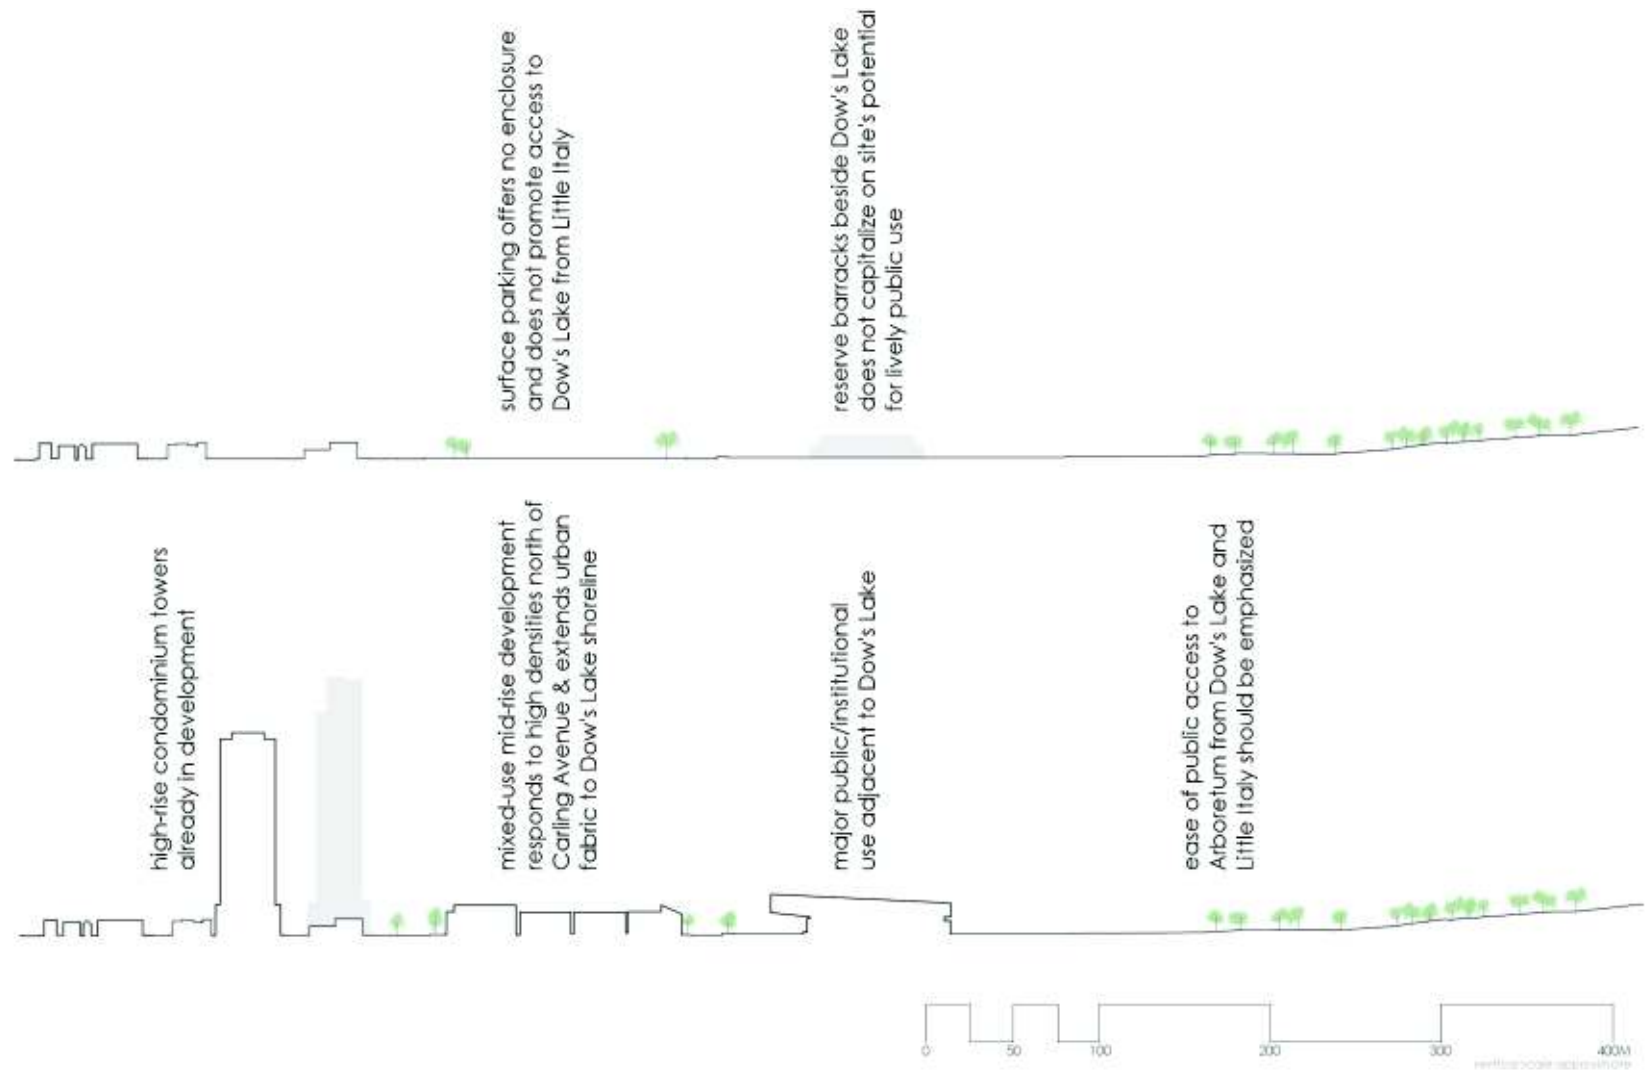 surface parking offers no enclosure
and does not promote access to
Dow's Lake from Little Italy
reserve barracks beside Dow's Lake
does not capitalize on site's potential
for lively public use
high-rise condominium towers
already in development
mixed-use mid-rise development
responds to high densities north of
Carling Avenue & extends urban
fabric to Dow's Lake shoreline
major public/institutional
use adjacent to Dow's Lake
ease of public access to
Arboretum from Dow's Lake and
Little Italy should be emphasized
0 50 100 200 300 400M